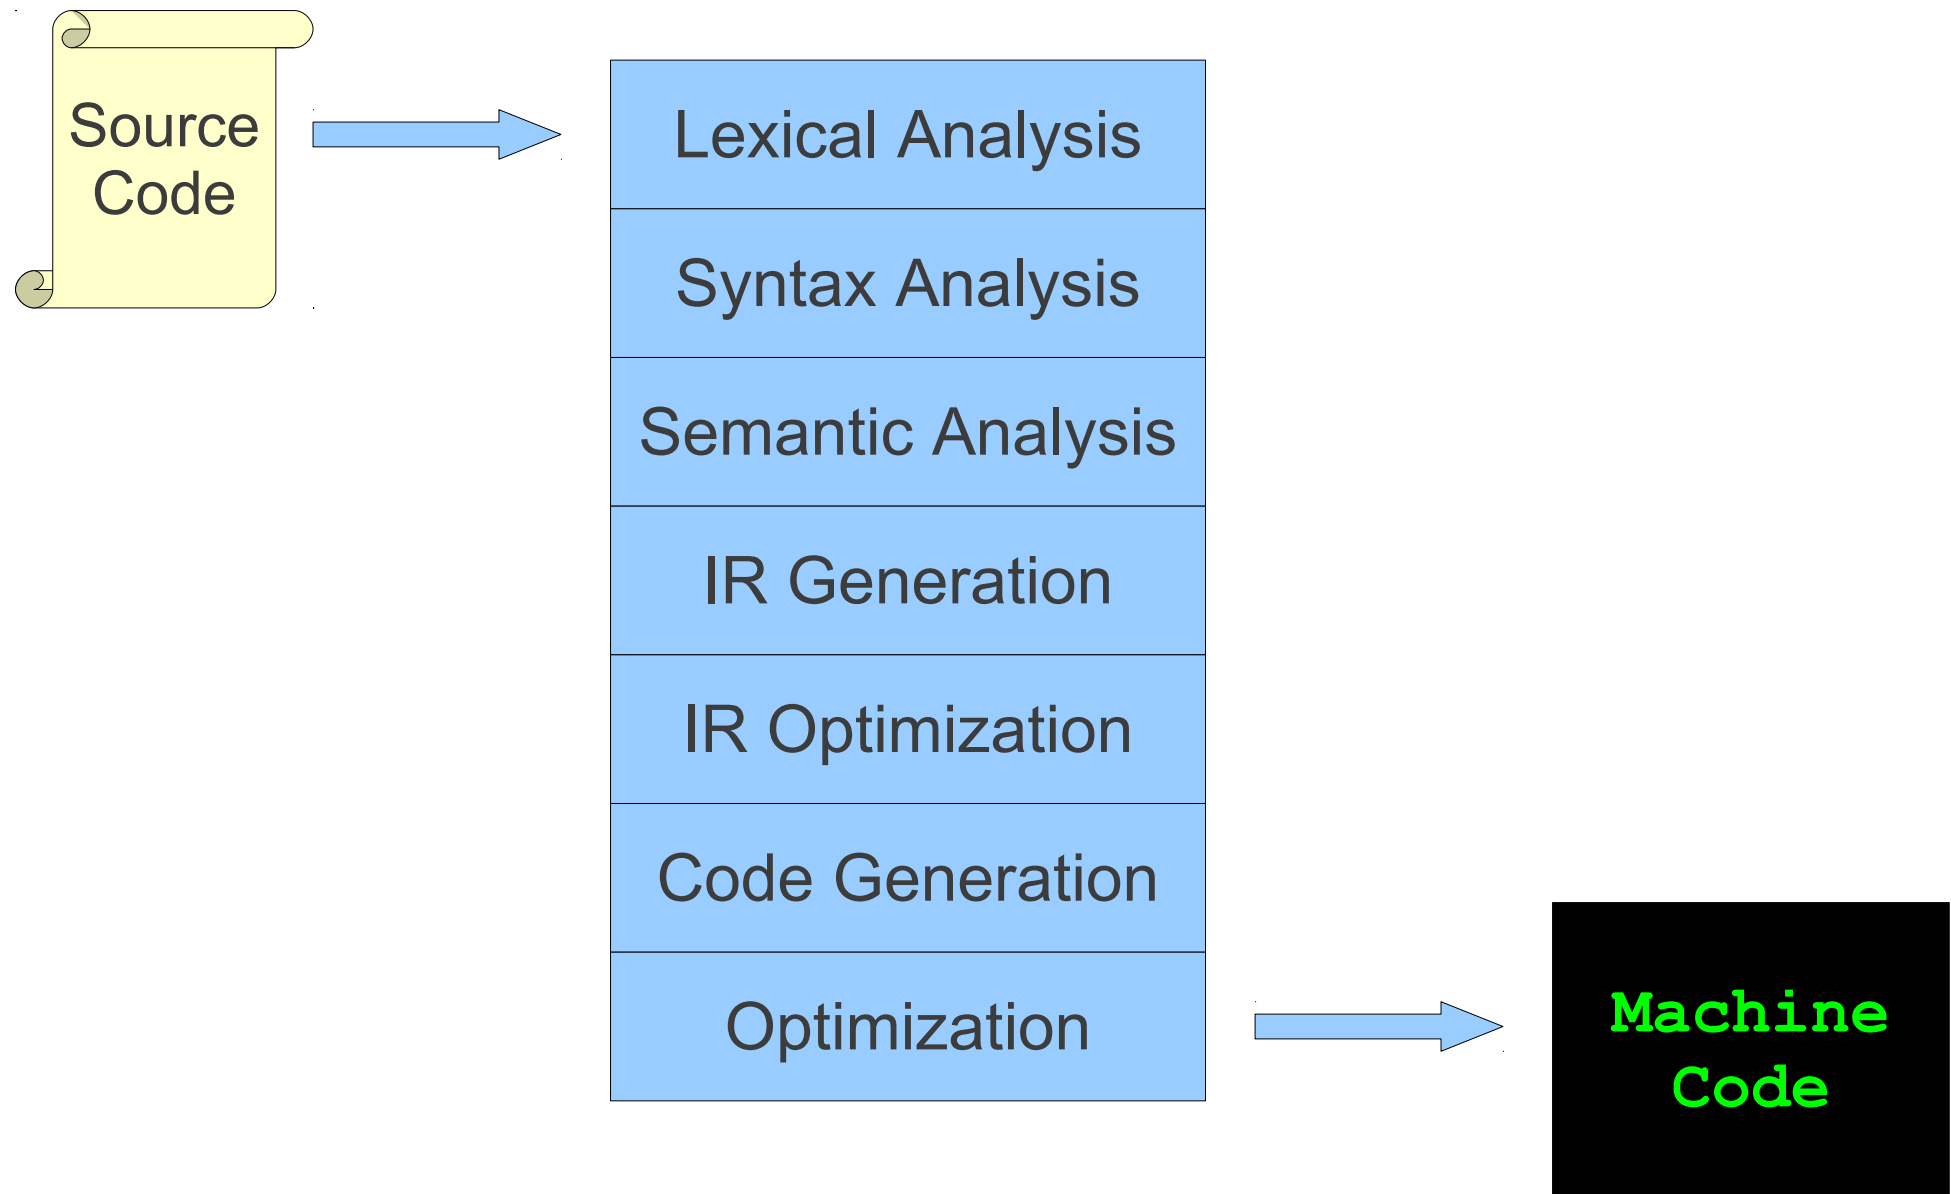 Source
Code
Lexical Analysis
Syntax Analysis
Semantic Analysis
IR Generation
IR Optimization
Code Generation
Optimization
Machine
Code